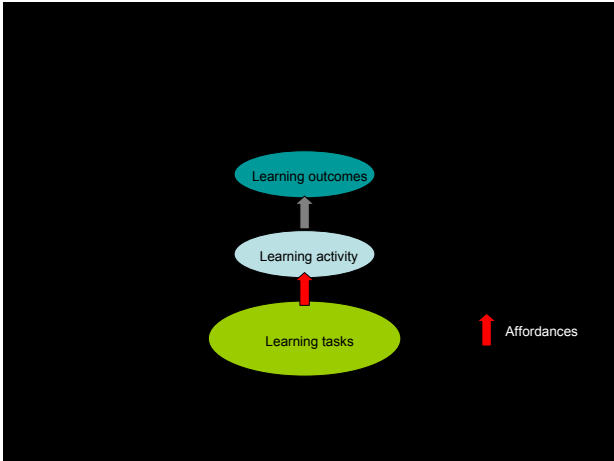 Learning outcomes
Learning activity
Learning tasks
Affordances